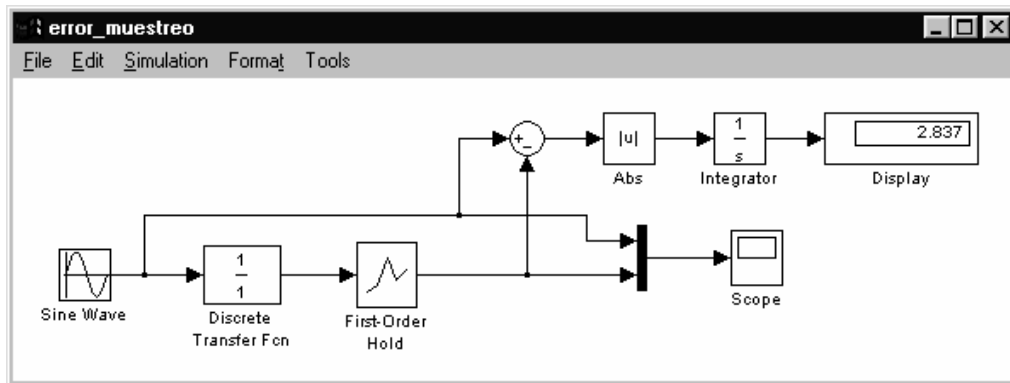 error_muestreo
File Edit Simulation Format Tools
+
-
|u|
1
s
2.837
Abs
Integrator
Display
1
1
Sine Wave
Discrete
Transfer Fcn
First-Order
Hold
Scope